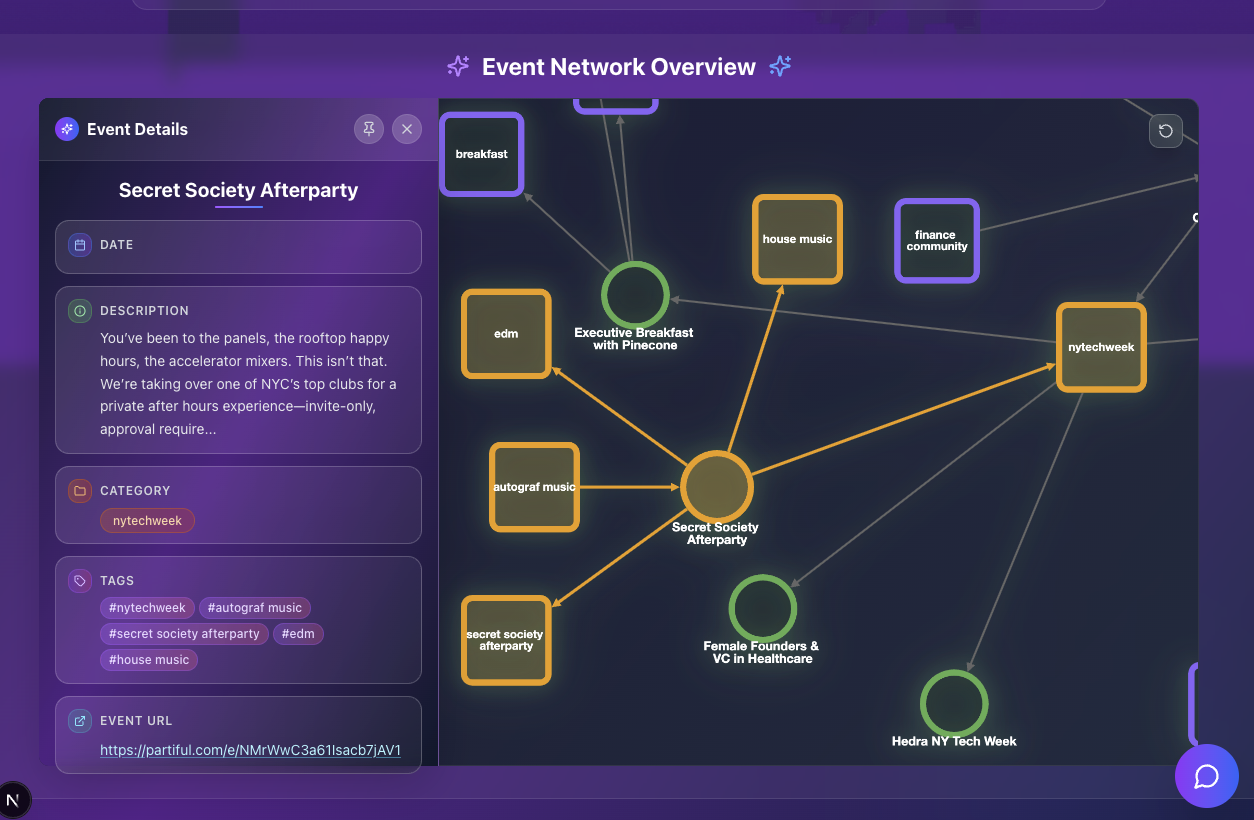 Event Network Overview
Event Details
Secret Society Afterparty
DATE
DESCRIPTION
You've been to the panels, the rooftop happy
hours, the accelerator mixers. This isn't that.
We're taking over one of NYC's top clubs for a
private after hours experience—invite-only,
approval require...
CATEGORY
nytechweek
TAGS
#nytechweek #autograf music
#secret society afterparty #edm
#house music
EVENT URL
https://partiful.com/e/NMrWwC3a61Isacb7jAV1
breakfast
house music
finance
community
edm
Executive Breakfast
with Pinecone
nytechweek
autograf music
Secret Society
Afterparty
secret society
afterparty
Female Founders &
VC in Healthcare
Hedra NY Tech Week
N